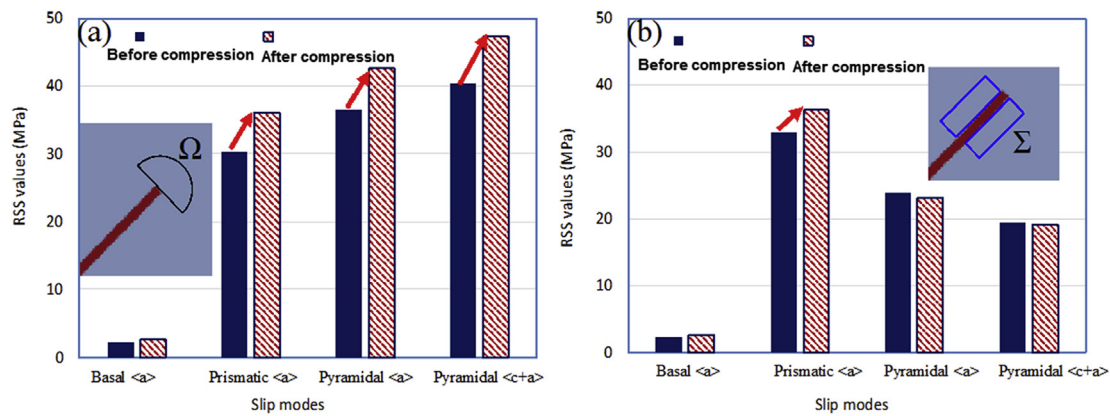 (a)
Before compression After compression
RSS values (MPa)
50
40
30
20
10
0
Ω
Basal <a> Prismatic <a> Pyramidal <a> Pyramidal <c+a>
Slip modes
(b)
Before compression After compression
RSS values (MPa)
50
40
30
20
10
0
Σ
Basal <a> Prismatic <a> Pyramidal <a> Pyramidal <c+a>
Slip modes